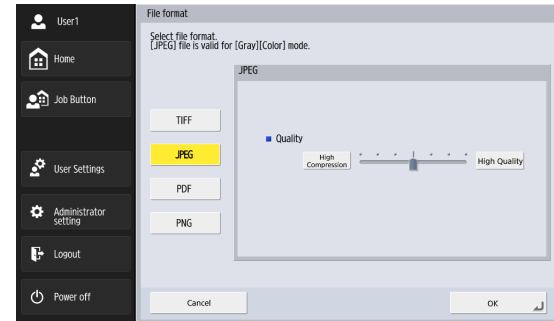 User1
Home
Job Button
User Settings
Administrator
setting
Logout
Power off
File format
Select file format.
[JPEG] file is valid for [Gray][Color] mode.
TIFF
JPEG
PDF
PNG
JPEG
Quality
High
Compression
High Quality
Cancel
OK